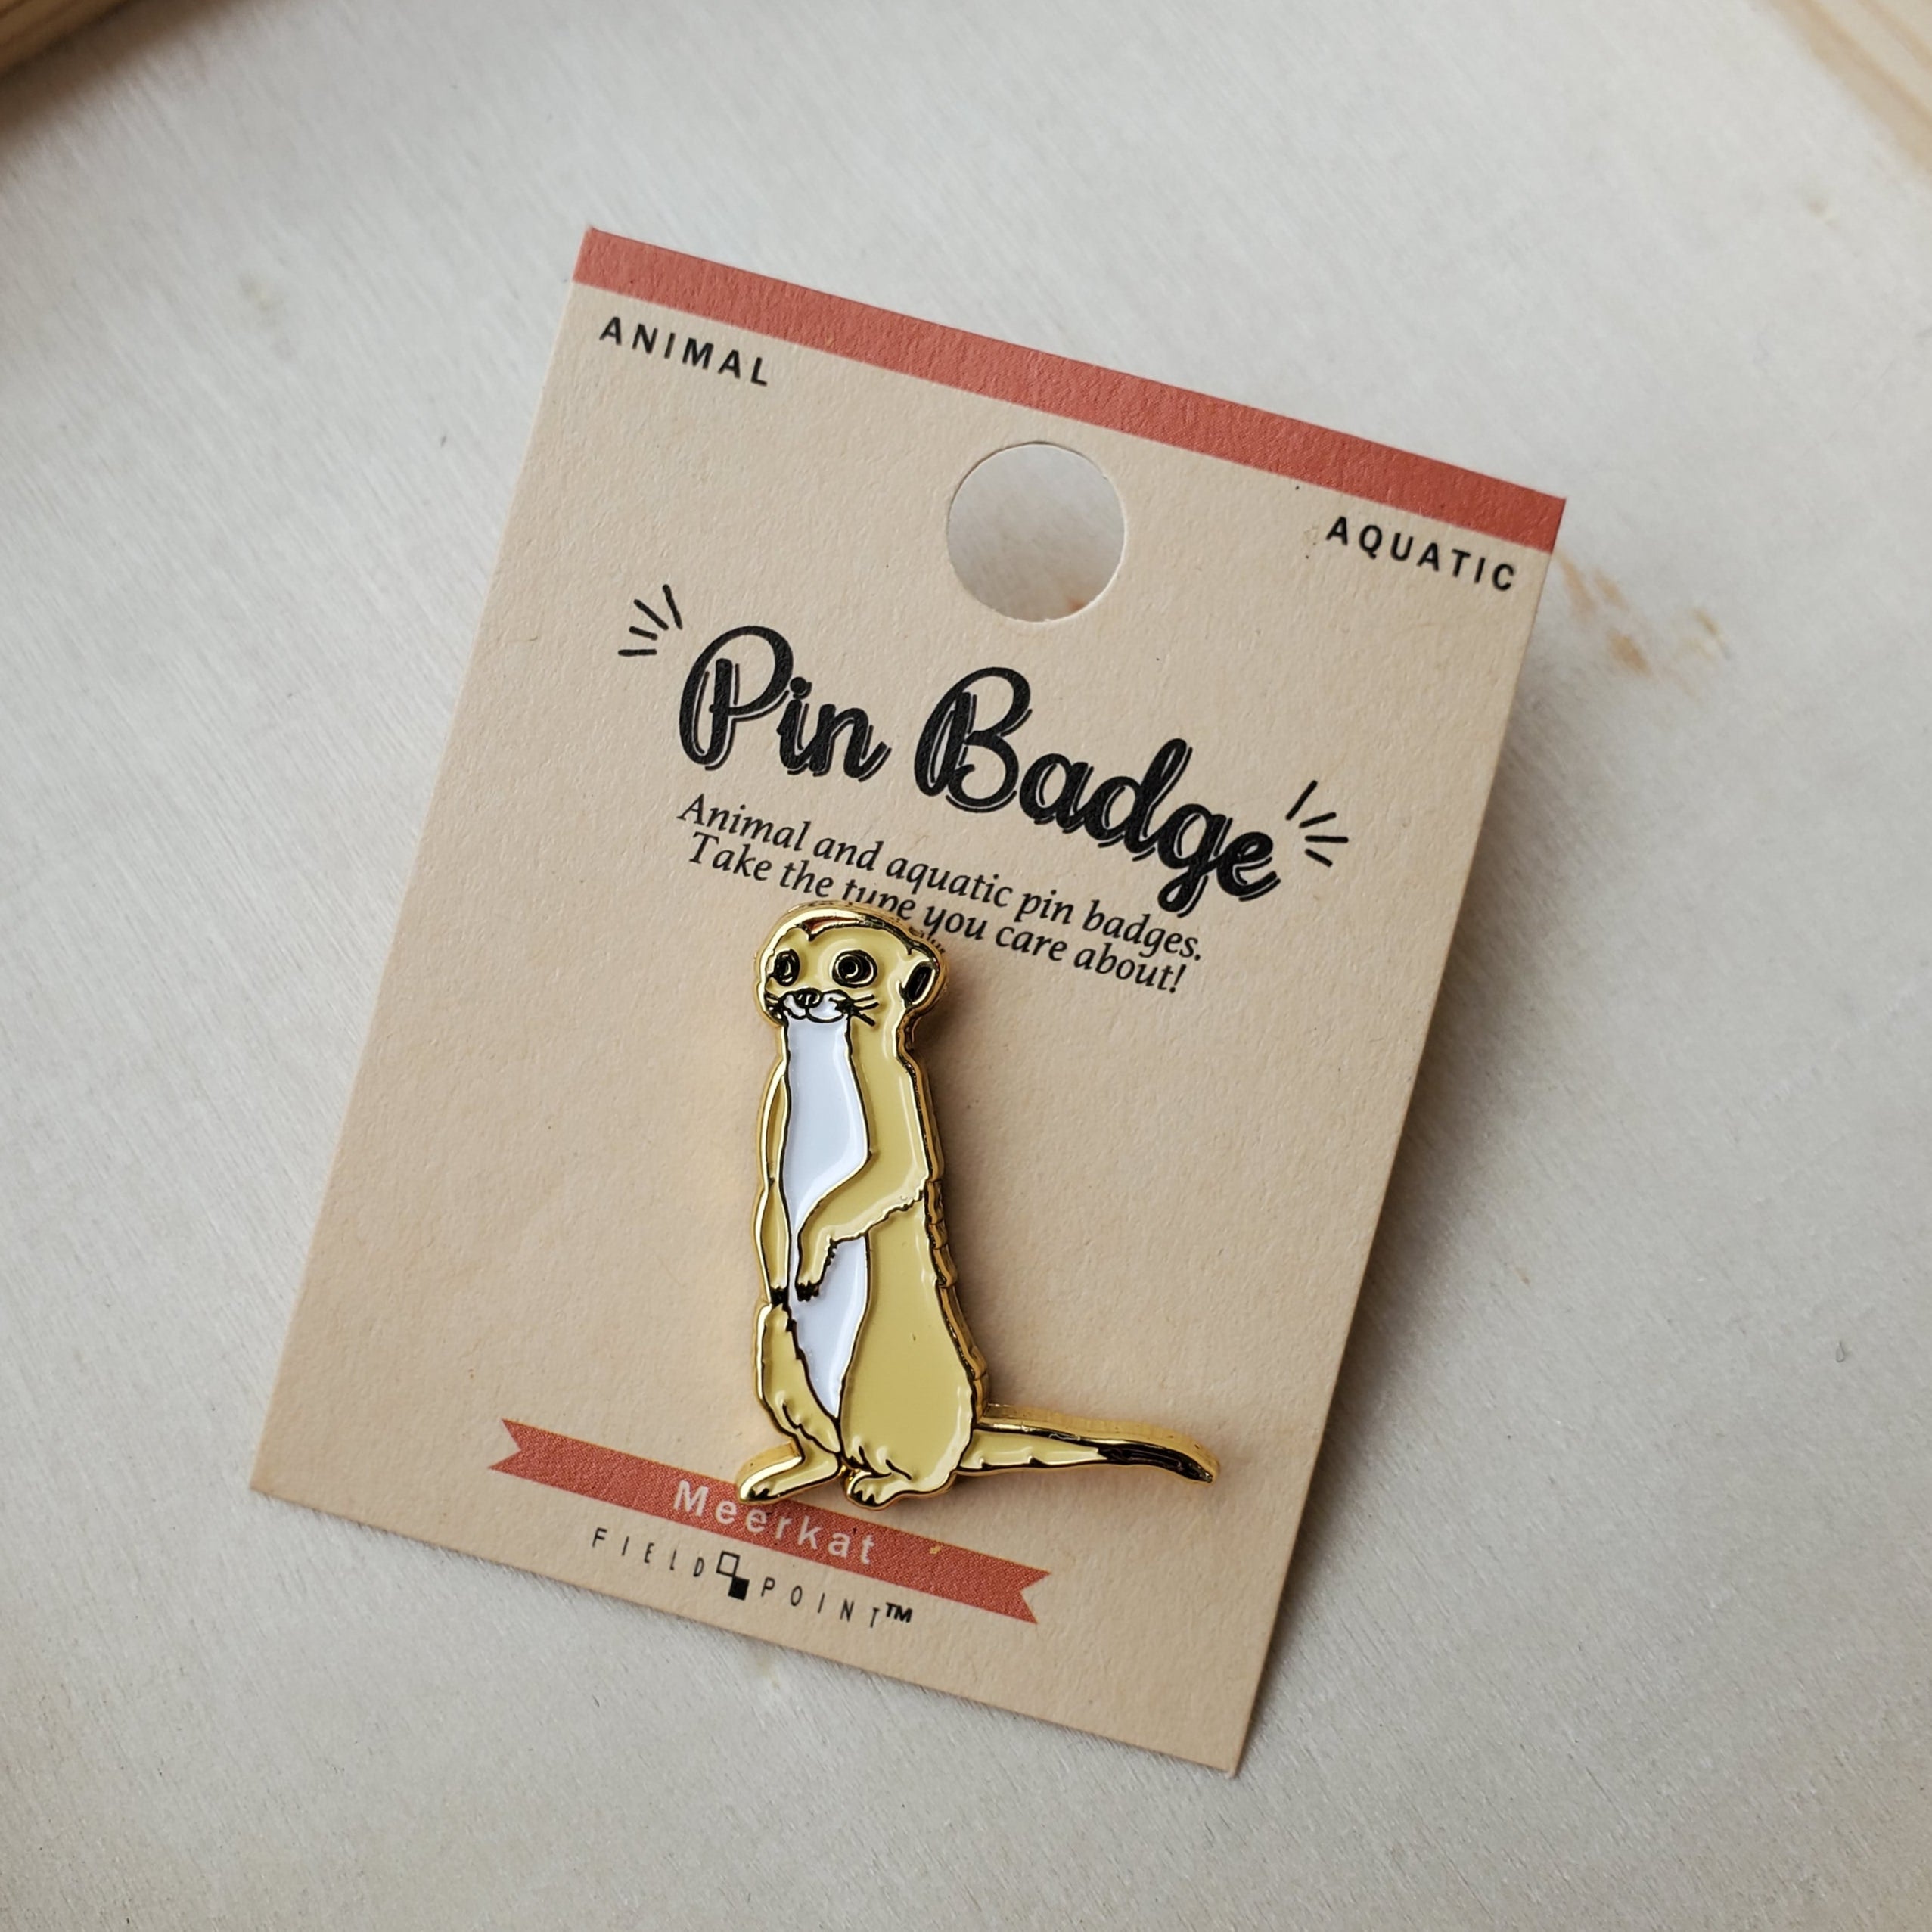 ANIMAL
AQUATIC
Pin Badge
Animal and aquatic pin badges.
Take the type you care about!
Meerkat
FIELD POINT™